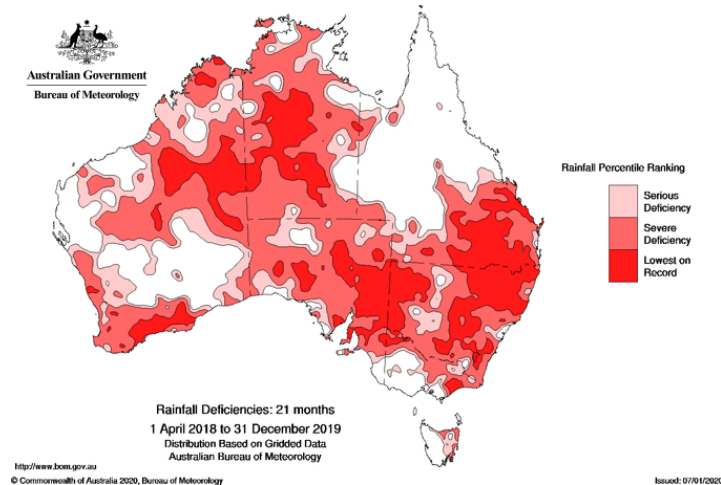 Australian Government
Bureau of Meteorology
Rainfall Percentile Ranking
Serious
Deficiency
Severe
Deficiency
Lowest on
Record
Rainfall Deficiencies: 21 months
1 April 2018 to 31 December 2019
Distribution Based on Gridded Data
Australian Bureau of Meteorology
http://www.bom.gov.au
© Commonwealth of Australia 2020, Bureau of Meteorology
Issued: 07/01/2020